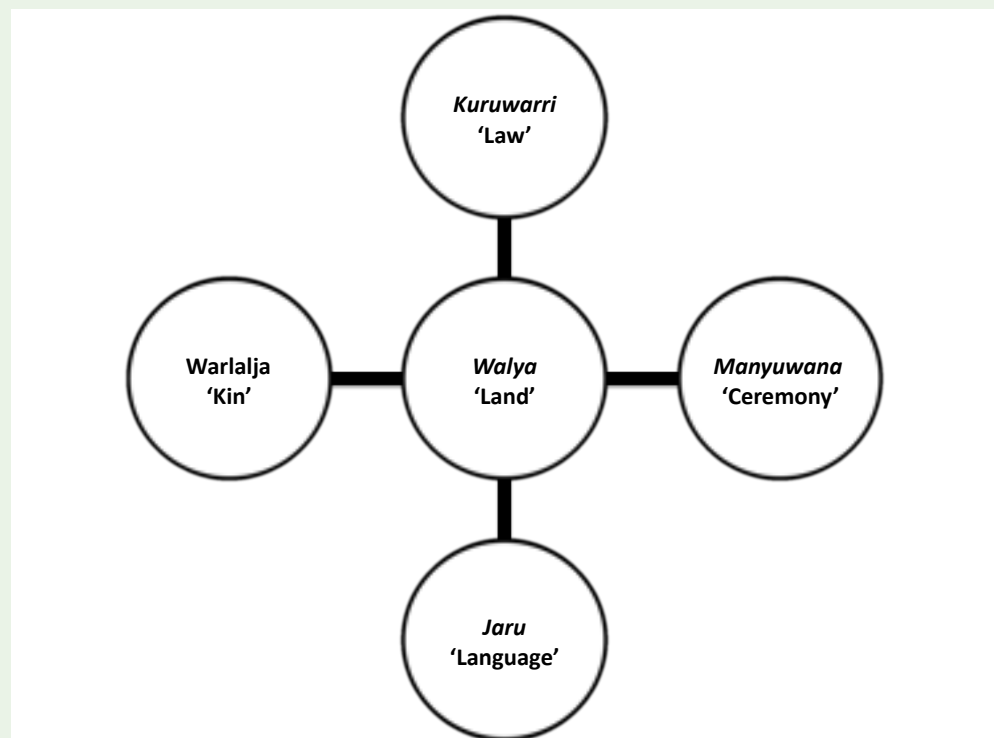 Kuruwarri
‘Law’
Warlalja
‘Kin’
Walya
‘Land’
Manyuwana
‘Ceremony’
Jaru
‘Language’